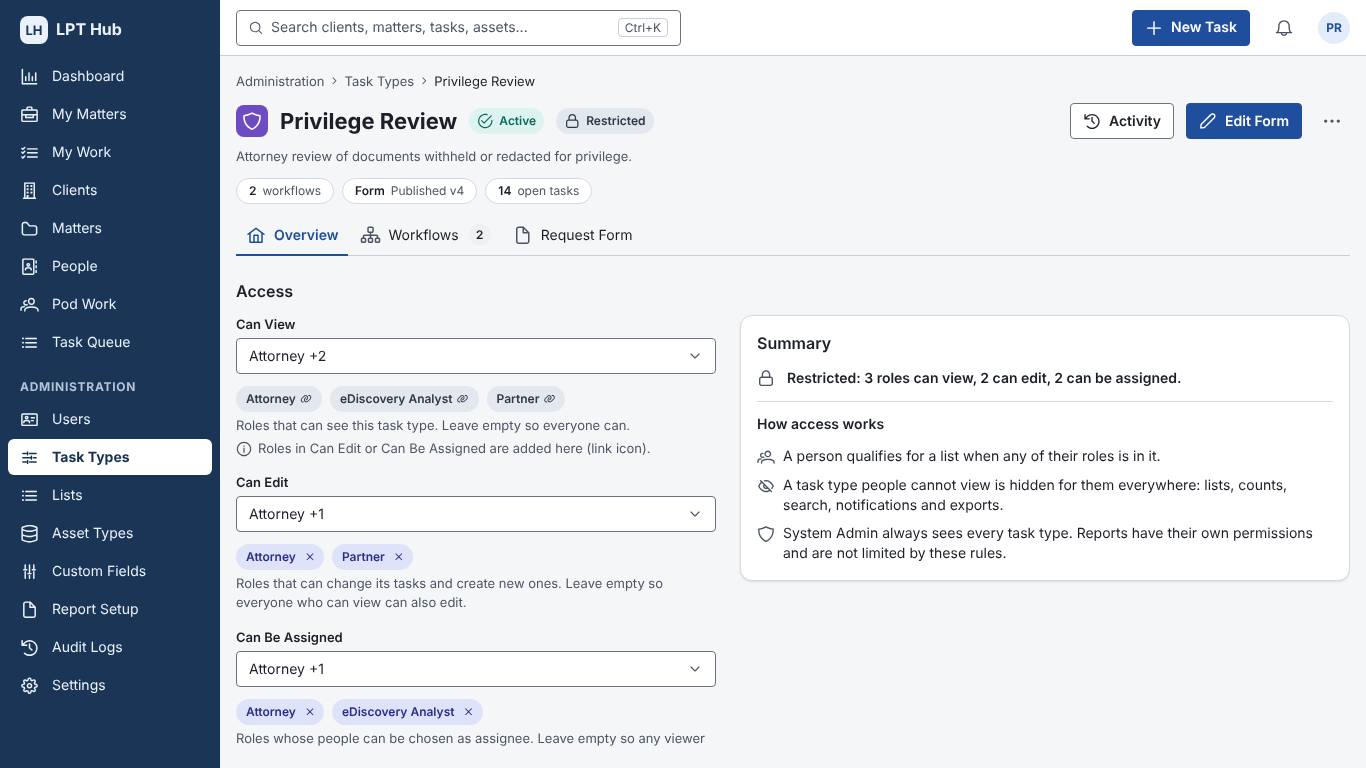 LH LPT Hub
Search clients, matters, tasks, assets...
Ctrl+K
New Task
PR
Dashboard
My Matters
My Work
Clients
Matters
People
Pod Work
Task Queue
ADMINISTRATION
Users
Task Types
Lists
Asset Types
Custom Fields
Report Setup
Audit Logs
Settings
Administration > Task Types > Privilege Review
Privilege Review
Active
Restricted
Activity
Edit Form
Attorney review of documents withheld or redacted for privilege.
2 workflows
Form Published v4
14 open tasks
Overview
Workflows 2
Request Form
Access
Can View
Attorney +2
Attorney
eDiscovery Analyst
Partner
Roles that can see this task type. Leave empty so everyone can.
Roles in Can Edit or Can Be Assigned are added here (link icon).
Can Edit
Attorney +1
Attorney
Partner
Roles that can change its tasks and create new ones. Leave empty so
everyone who can view can also edit.
Can Be Assigned
Attorney +1
Attorney
eDiscovery Analyst
Roles whose people can be chosen as assignee. Leave empty so any viewer
Summary
Restricted: 3 roles can view, 2 can edit, 2 can be assigned.
How access works
A person qualifies for a list when any of their roles is in it.
A task type people cannot view is hidden for them everywhere: lists, counts,
search, notifications and exports.
System Admin always sees every task type. Reports have their own permissions
and are not limited by these rules.